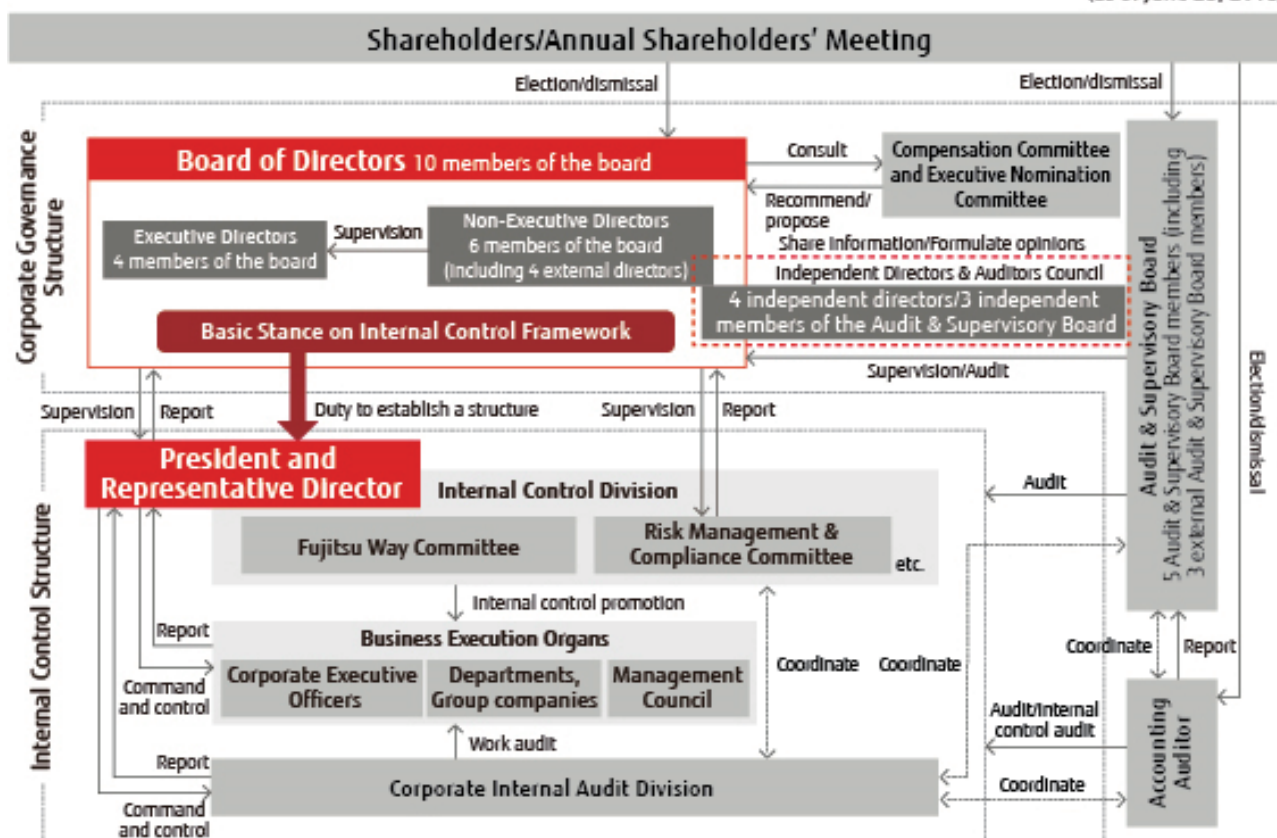 Shareholders/Annual Shareholders' Meeting
Election/dismissal
Election/dismissal
Corporate Governance
Structure
Board of Directors 10 members of the board
Consult
Compensation Committee
and Executive Nomination
Committee
Recommend/
propose
Executive Directors
4 members of the board
Supervision
Non-Executive Directors
6 members of the board
(including 4 external directors)
Share information/Formulate opinions
Independent Directors & Auditors Council
4 independent directors/3 independent
members of the Audit & Supervisory Board
Basic Stance on Internal Control Framework
Supervision/Audit
Audit & Supervisory Board
5 Audit & Supervisory Board members (including
3 external Audit & Supervisory Board members)
Election/dismissal
Supervision
Report
Duty to establish a structure
Supervision
Report
Internal Control Structure
President and
Representative Director
Internal Control Division
Audit
Fujitsu Way Committee
Risk Management &
Compliance Committee
etc.
Internal control promotion
Report
Business Execution Organs
Coordinate
Coordinate
Coordinate
Report
Command
and control
Corporate Executive
Officers
Departments,
Group companies
Management
Council
Audit/Internal
control audit
Work audit
Accounting
Auditor
Report
Corporate Internal Audit Division
Coordinate
Command
and control